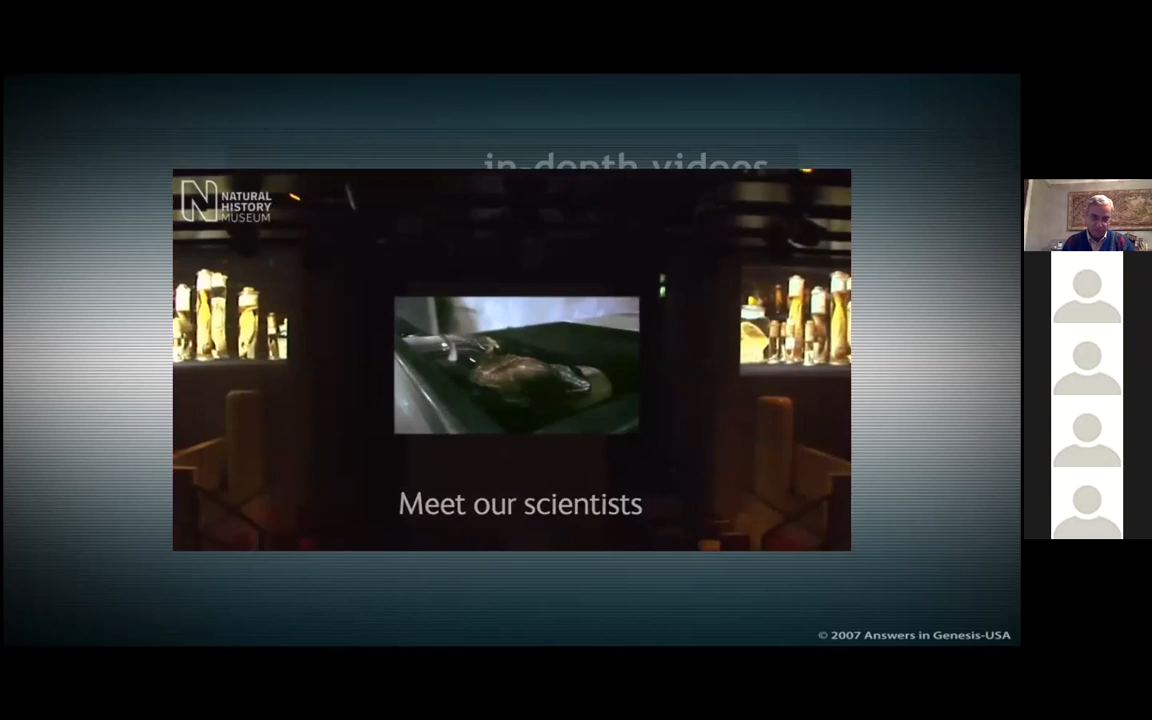 in-depth videos
NATURAL
HISTORY
MUSEUM
Meet our scientists
© 2007 Answers in Genesis-USA